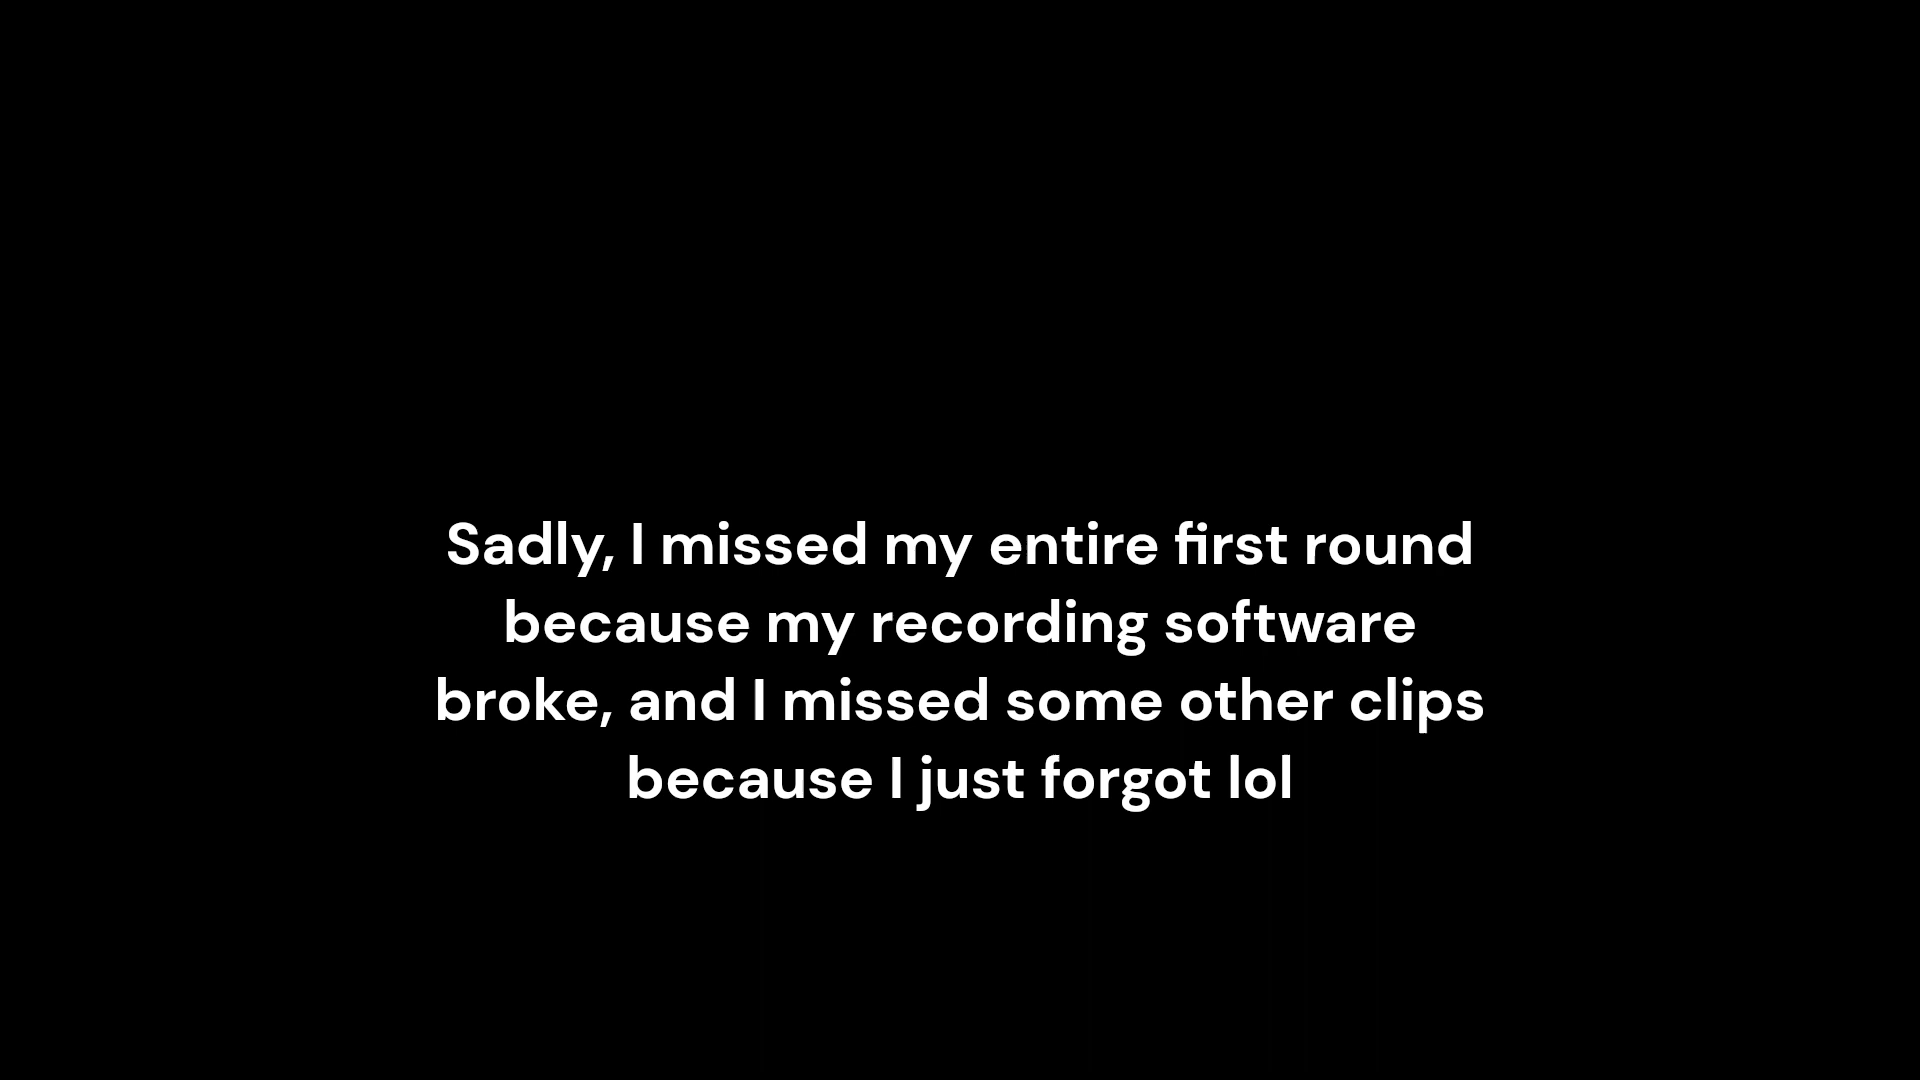 Sadly, I missed my entire first round
because my recording software
broke, and I missed some other clips
because I just forgot lol